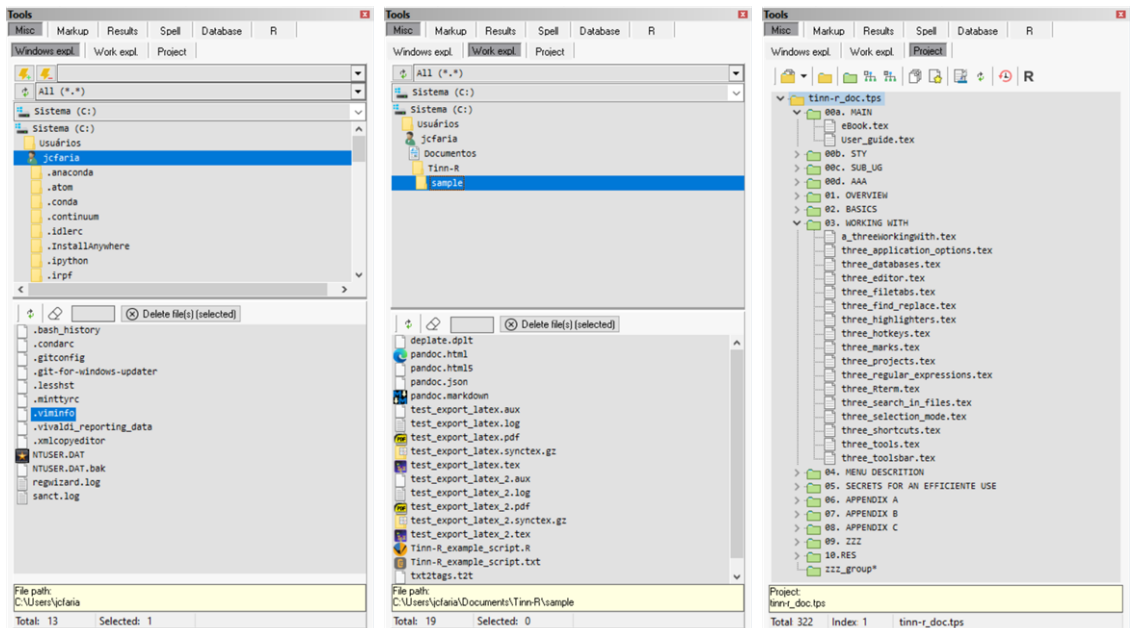 Tools
Misc Markup Results Spell Database R
Windows expl. Work expl. Project
All (*.*)
Sistema (C:)
Sistema (C:)
Usuários
jcfaria
.anaconda
.atom
.conda
.continuum
.idlerc
.InstallAnywhere
.ipython
.irpf
Delete file(s) (selected)
.bash_history
.condarc
.gitconfig
.git-for-windows-updater
.lesshst
.minttyrc
.viminfo
.vivaldi_reporting_data
.xmlcopyeditor
NTUSER.DAT
NTUSER.DAT.bak
regwizard.log
sanct.log
File path:
C:\Users\jcfaria
Total: 13 Selected: 1
Tools
Misc Markup Results Spell Database R
Windows expl. Work expl. Project
All (*.*)
Sistema (C:)
Sistema (C:)
Usuários
jcfaria
Documentos
Tinn-R
sample
Delete file(s) (selected)
deplate.dplt
pandoc.html
pandoc.html5
pandoc.json
pandoc.markdown
test_export_latex.aux
test_export_latex.log
test_export_latex.pdf
test_export_latex.synctex.gz
test_export_latex.tex
test_export_latex_2.aux
test_export_latex_2.log
test_export_latex_2.pdf
test_export_latex_2.synctex.gz
test_export_latex_2.tex
Tinn-R_example_script.R
Tinn-R_example_script.txt
txt2tags.t2t
File path:
C:\Users\jcfaria\Documents\Tinn-R\sample
Total: 19 Selected: 0
Tools
Misc Markup Results Spell Database R
Windows expl. Work expl. Project
R
tinn-r_doc.tps
00a. MAIN
eBook.tex
User_guide.tex
00b. STY
00c. SUB_UG
00d. AAA
01. OVERVIEW
02. BASICS
03. WORKING WITH
a_threeworkingwith.tex
three_application_options.tex
three_databases.tex
three_editor.tex
three_filetabs.tex
three_find_replace.tex
three_highlighters.tex
three_hotkeys.tex
three_marks.tex
three_projects.tex
three_regular_expressions.tex
three_Rterm.tex
three_search_in_files.tex
three_selection_mode.tex
three_shortcuts.tex
three_tools.tex
three_toolsbar.tex
04. MENU DESCRITION
05. SECRETS FOR AN EFFICIENTE USE
06. APPENDIX A
07. APPENDIX B
08. APPENDIX C
09. ZZZ
10.RES
zzz_group*
Project:
tinn-r_doc.tps
Total 322 Index 1 tinn-r_doc.tps